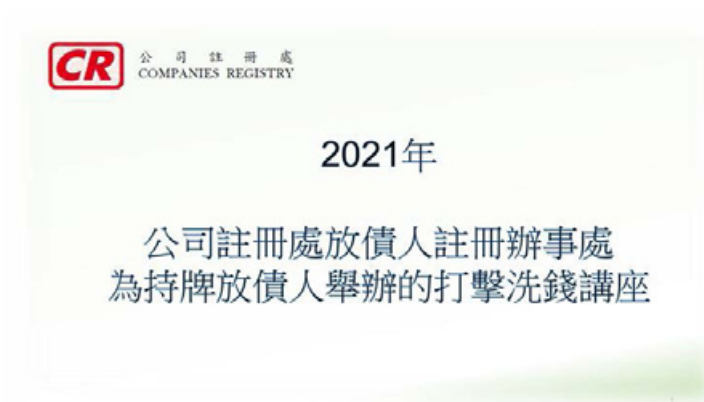 CR
公司註冊處
COMPANIES REGISTRY
2021年
公司註冊處放債人註冊辦事處
為持牌放債人舉辦的打擊洗錢講座